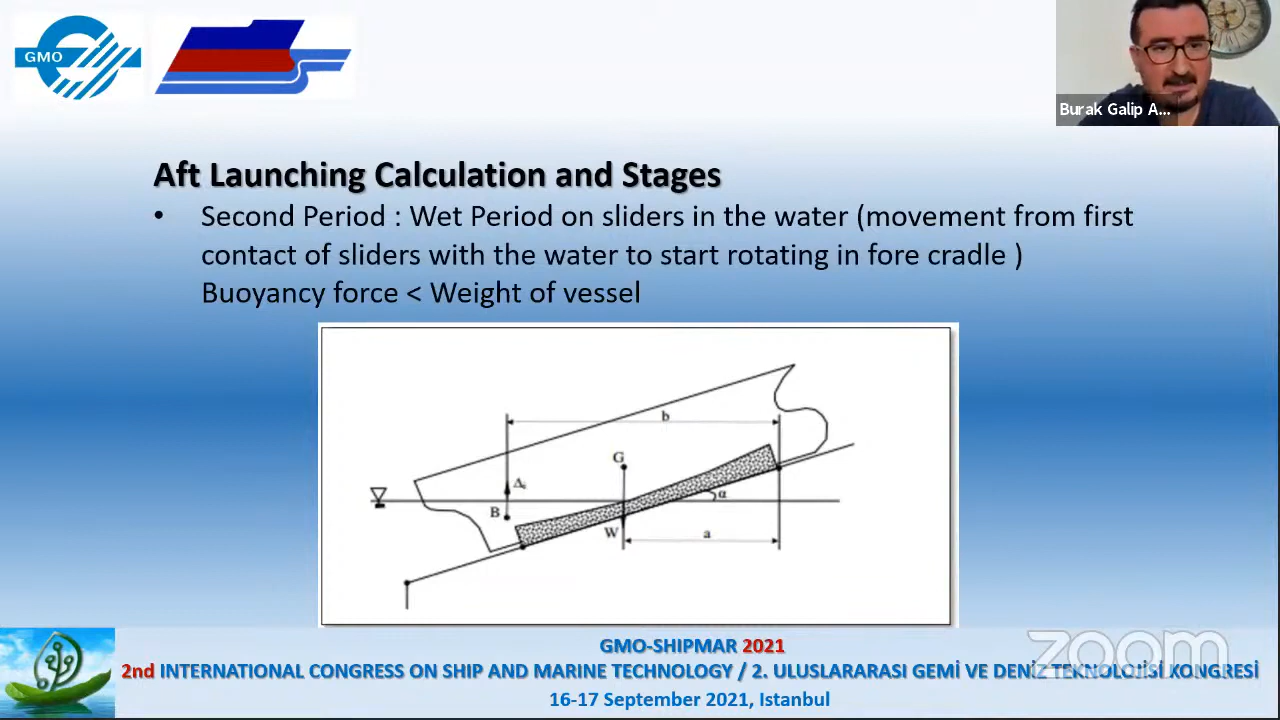 GMO
Burak Galip A...
Aft Launching Calculation and Stages
• Second Period : Wet Period on sliders in the water (movement from first
contact of sliders with the water to start rotating in fore cradle )
Buoyancy force < Weight of vessel
b
G
Δ
α
B
W
a
GMO-SHIPMAR 2021
zoom
2nd INTERNATIONAL CONGRESS ON SHIP AND MARINE TECHNOLOGY / 2. ULUSLARARASI GEMİ VE DENİZ TEKNOLOJİSİ KONGRESİ
16-17 September 2021, Istanbul